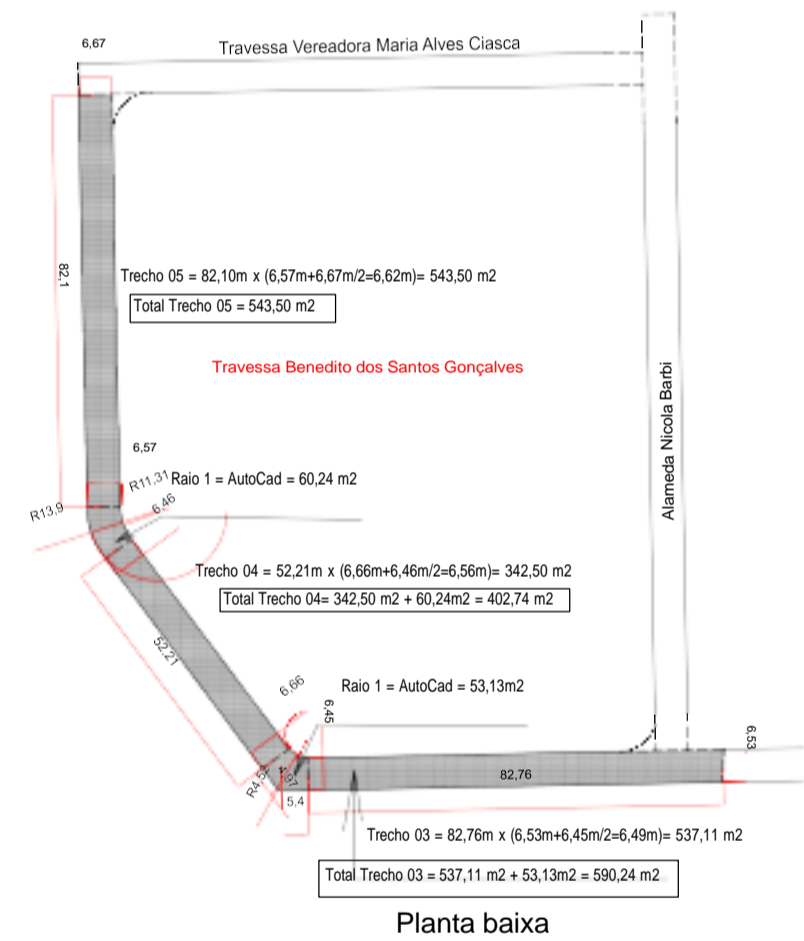 6,67
Travessa Vereadora Maria Alves Ciasca
82,1
Trecho 05 = 82,10m x (6,57m+6,67m/2=6,62m)= 543,50 m2
Total Trecho 05 = 543,50 m2
Travessa Benedito dos Santos Gonçalves
Alameda Nicola Barbi
6,57
R11,31
Raio 1 = AutoCad = 60,24 m2
R13,9
6,46
Trecho 04 = 52,21m x (6,66m+6,46m/2=6,56m)= 342,50 m2
Total Trecho 04= 342,50 m2 + 60,24m2 = 402,74 m2
52,21
6,66
Raio 1 = AutoCad = 53,13m2
6,45
6,53
4,97
5,4
82,76
Trecho 03 = 82,76m x (6,53m+6,45m/2=6,49m)= 537,11 m2
Total Trecho 03 = 537,11 m2 + 53,13m2 = 590,24 m2
Planta baixa